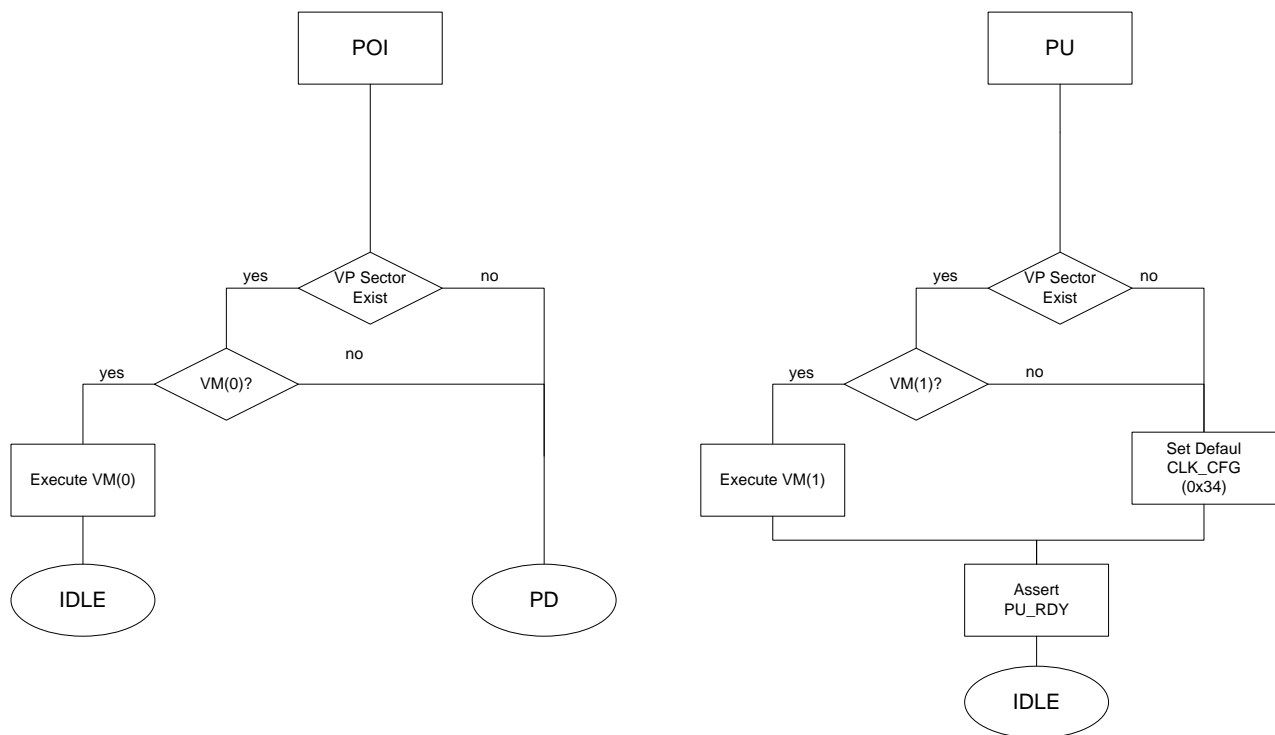 POI
VP Sector
Exist
yes
no
VM(0)?
yes
no
Execute VM(0)
IDLE
PD
PU
VP Sector
Exist
yes
no
VM(1)?
yes
no
Execute VM(1)
Set Defaul
CLK_CFG
(0x34)
Assert
PU_RDY
IDLE